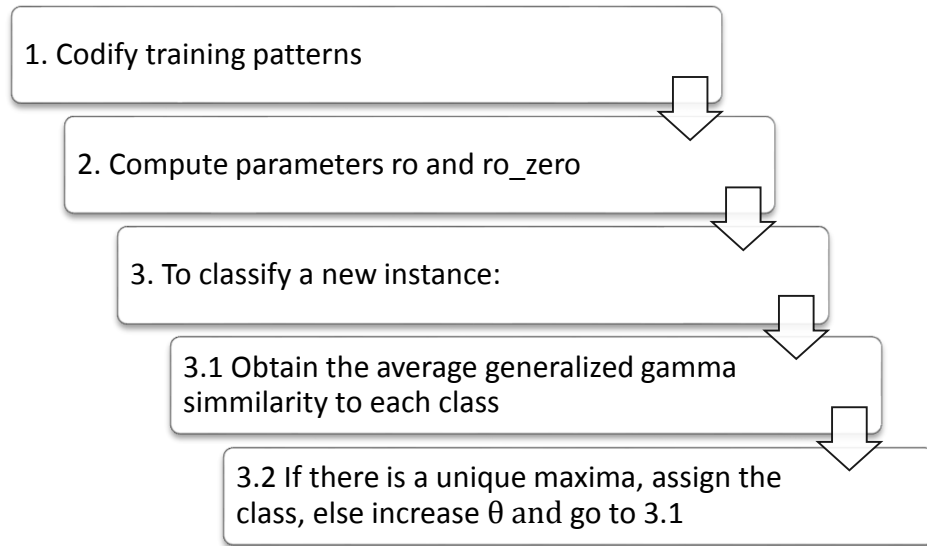 1. Codify training patterns
2. Compute parameters ro and ro_zero
3. To classify a new instance:
3.1 Obtain the average generalized gamma
simmilarity to each class
3.2 If there is a unique maxima, assign the
class, else increase θ and go to 3.1